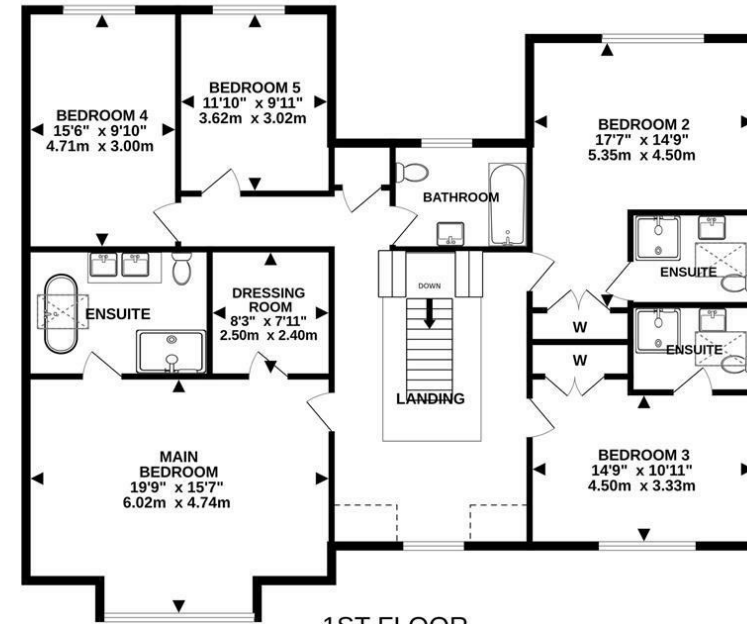 BEDROOM 4
15'6" x 9'10"
4.71m x 3.00m
BEDROOM 5
11'10" x 9'11"
3.62m x 3.02m
BEDROOM 2
17'7" x 14'9"
5.35m x 4.50m
BATHROOM
ENSUITE
DRESSING
ROOM
8'3" x 7'11"
2.50m x 2.40m
DOWN
ENSUITE
W
W
ENSUITE
LANDING
MAIN
BEDROOM
19'9" x 15'7"
6.02m x 4.74m
BEDROOM 3
14'9" x 10'11"
4.50m x 3.33m
1ST FLOOR